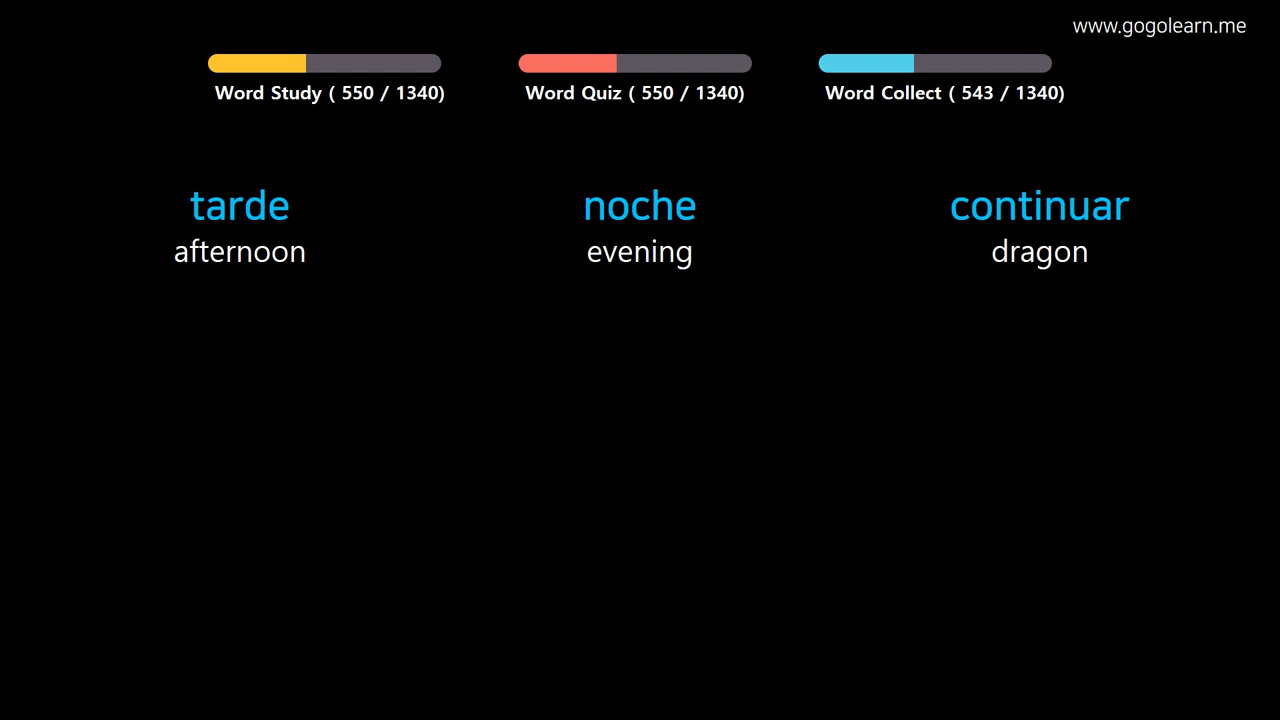 www.gogolearn.me
Word Study ( 550 / 1340)
Word Quiz ( 550 / 1340)
Word Collect ( 543 / 1340)
tarde
noche
continuar
afternoon
evening
dragon